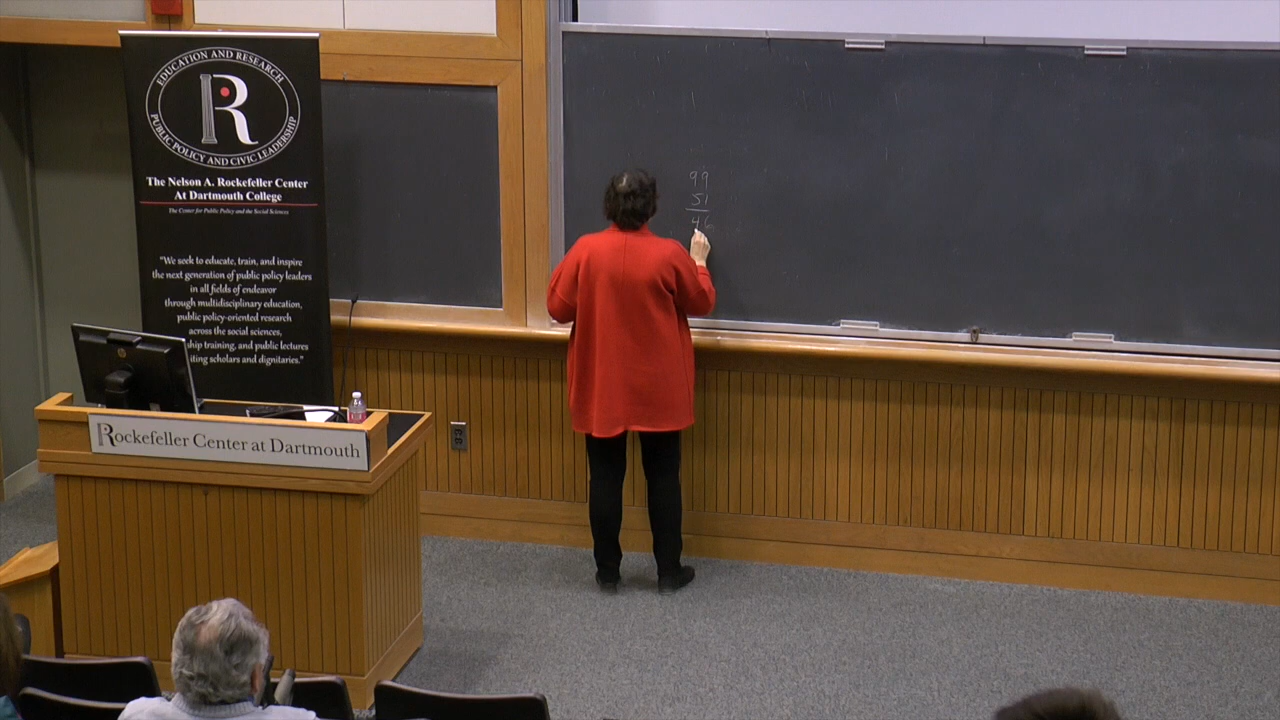 EDUCATION AND RESEARCH
R
PUBLIC POLICY AND CIVIC LEADERSHIP
The Nelson A. Rockefeller Center
At Dartmouth College
The Center for Public Policy and the Social Sciences
"We seek to educate, train, and inspire
the next generation of public policy leaders
in all fields of endeavor
through multidisciplinary education,
public policy-oriented research
across the social sciences,
ship training, and public lectures
iting scholars and dignitaries."
Rockefeller Center at Dartmouth
99
51
46